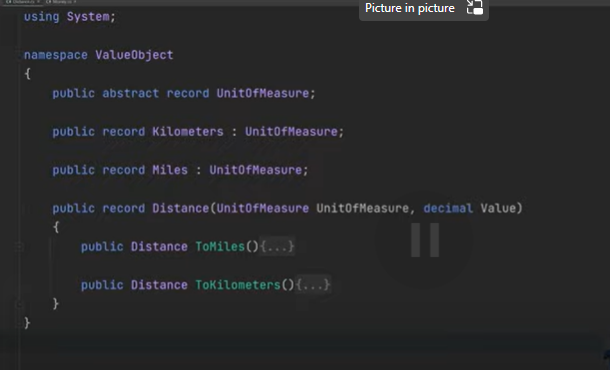 Picture in picture
using System;
namespace ValueObject
{
public abstract record UnitOfMeasure;
public record Kilometers : UnitOfMeasure;
public record Miles : UnitOfMeasure;
public record Distance(UnitOfMeasure UnitOfMeasure, decimal Value)
{
public Distance ToMiles(){...}
public Distance ToKilometers(){...}
}
}